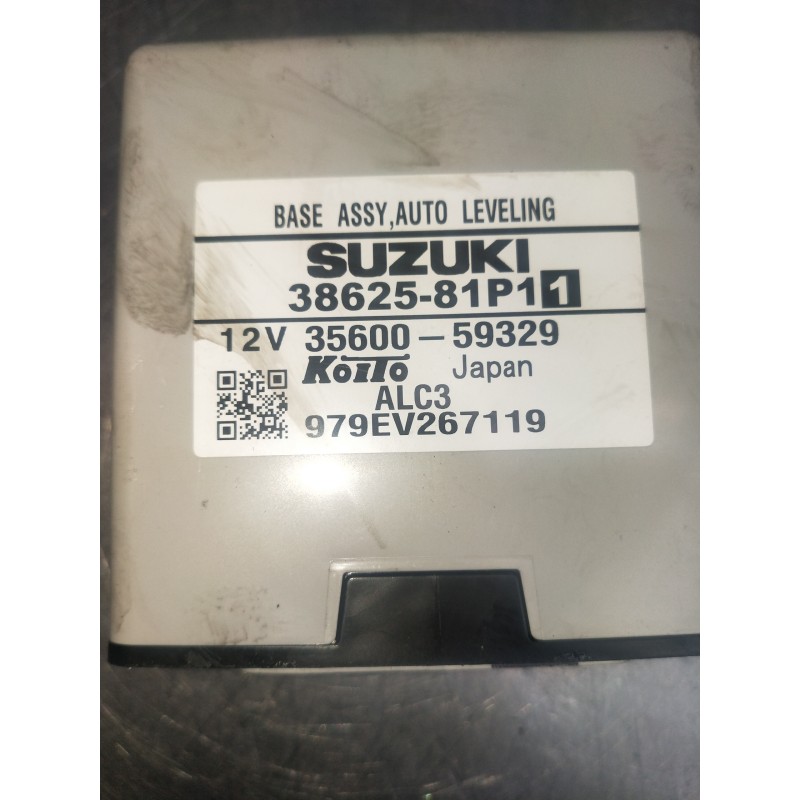 BASE ASSY,AUTO LEVELING
SUZUKI
38625-81P11
12V 35600-59329
KOITO Japan
ALC3
979EV267119